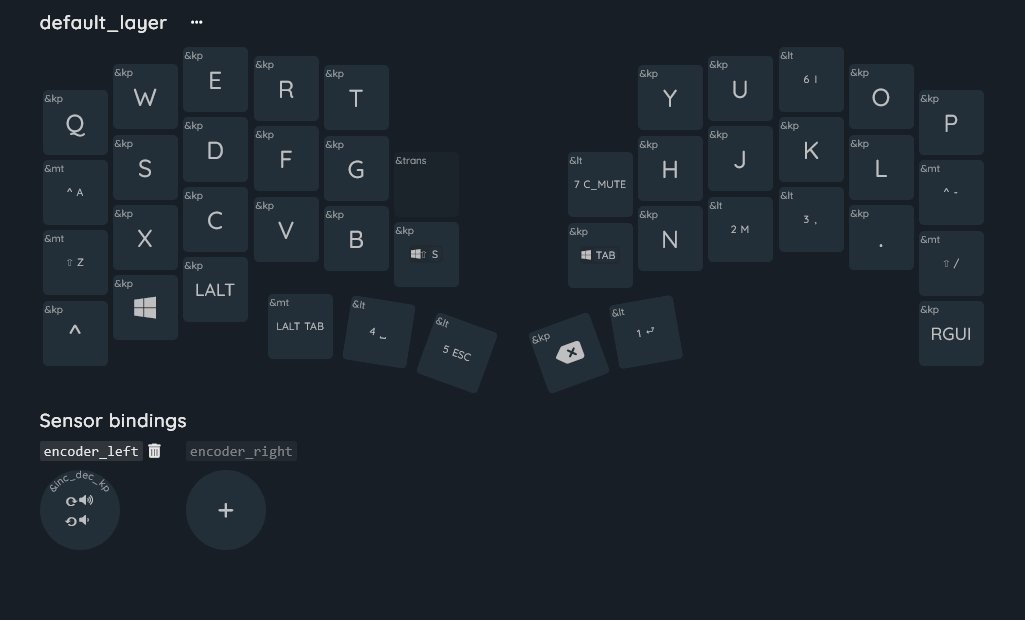 default_layer ···
&kp Q
&kp W
&kp E
&kp R
&kp T
&kp Y
&kp U
&lt 6 I
&kp O
&kp P
&mt ^ A
&kp S
&kp D
&kp F
&kp G
&trans
&lt 7 C_MUTE
&kp H
&kp J
&kp K
&kp L
&mt ^ -
&mt ⇧ Z
&kp X
&kp C
&kp V
&kp B
&kp ⇧ S
&kp TAB
&kp N
&lt 2 M
&lt 3 ,
&kp .
&mt ⇧ /
&kp ^
&kp
&kp LALT
&mt LALT TAB
&lt 4 ⎵
&lt 5 ESC
&kp
&lt 1 ⏎
&kp RGUI
Sensor bindings
encoder_left encoder_right
&inc_dec_kp
+